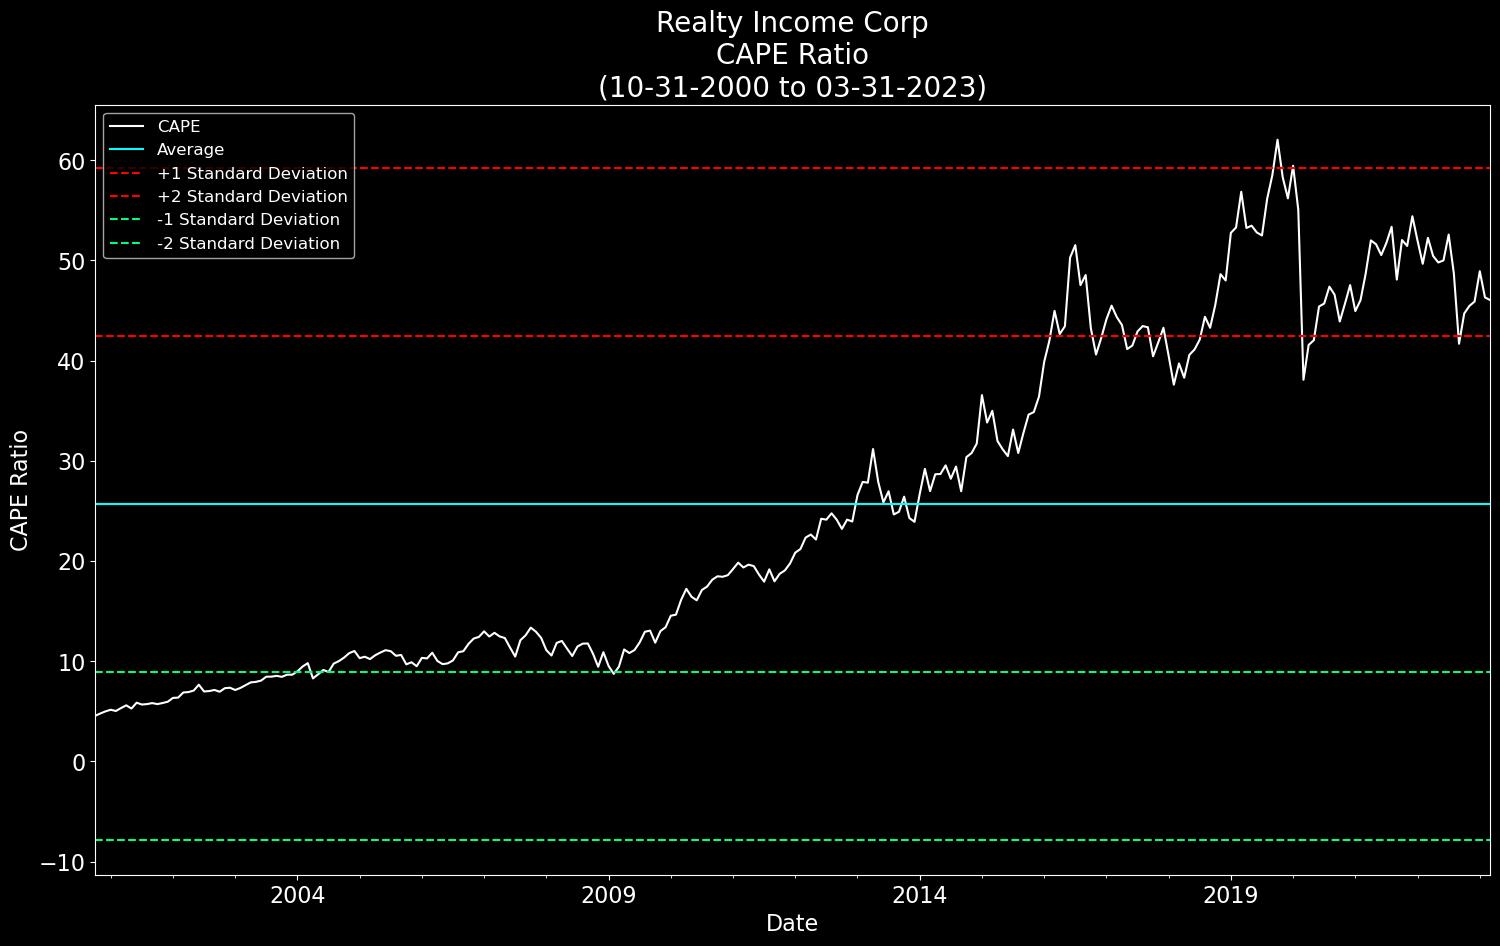 Realty Income Corp
CAPE Ratio
(10-31-2000 to 03-31-2023)
CAPE
Average
+1 Standard Deviation
+2 Standard Deviation
-1 Standard Deviation
-2 Standard Deviation
CAPE Ratio
60
50
40
30
20
10
0
−10
2004
2009
2014
2019
Date